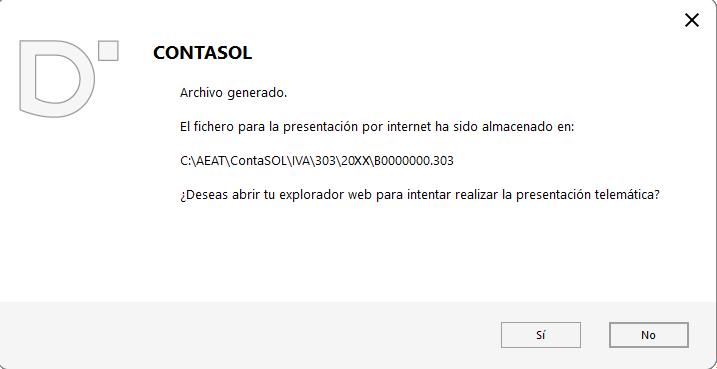 CONTASOL
Archivo generado.
El fichero para la presentación por internet ha sido almacenado en:
C:\AEAT\ContaSOL\IVA\303\20XX\B0000000.303
¿Deseas abrir tu explorador web para intentar realizar la presentación telemática?
Sí
No